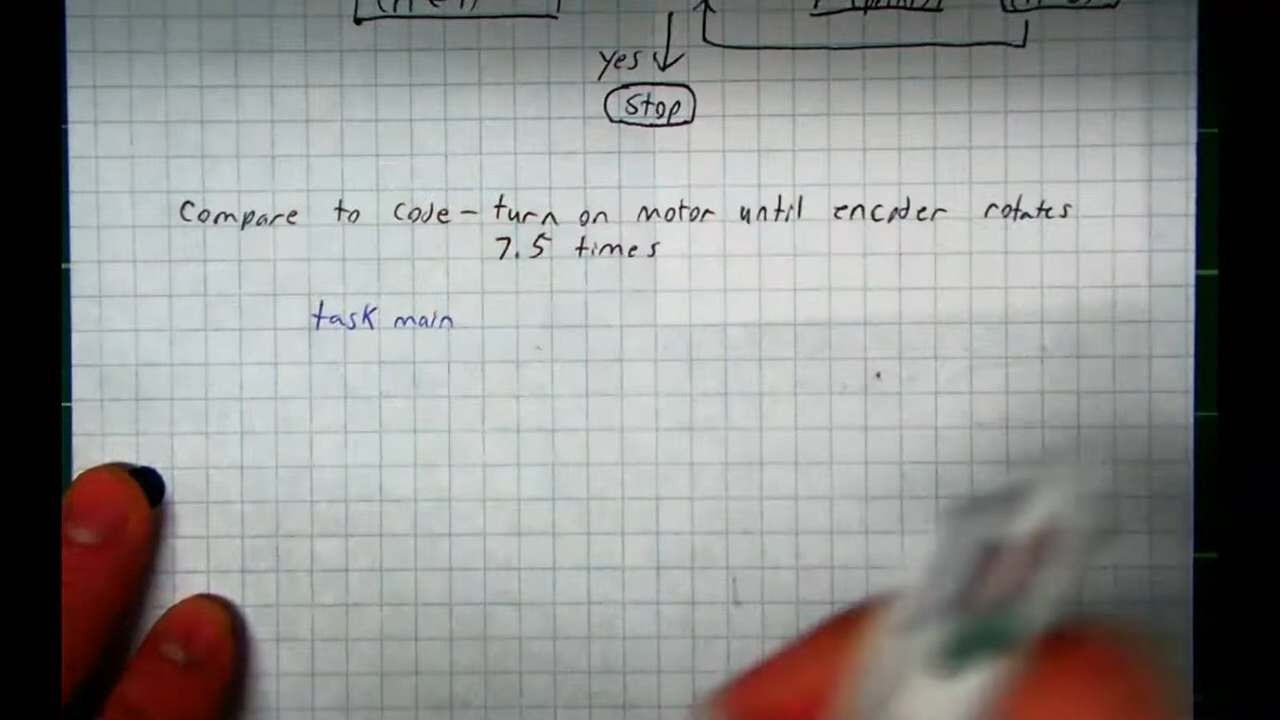 yes
Stop
Compare to code - turn on motor until encoder rotates
7.5 times
task main